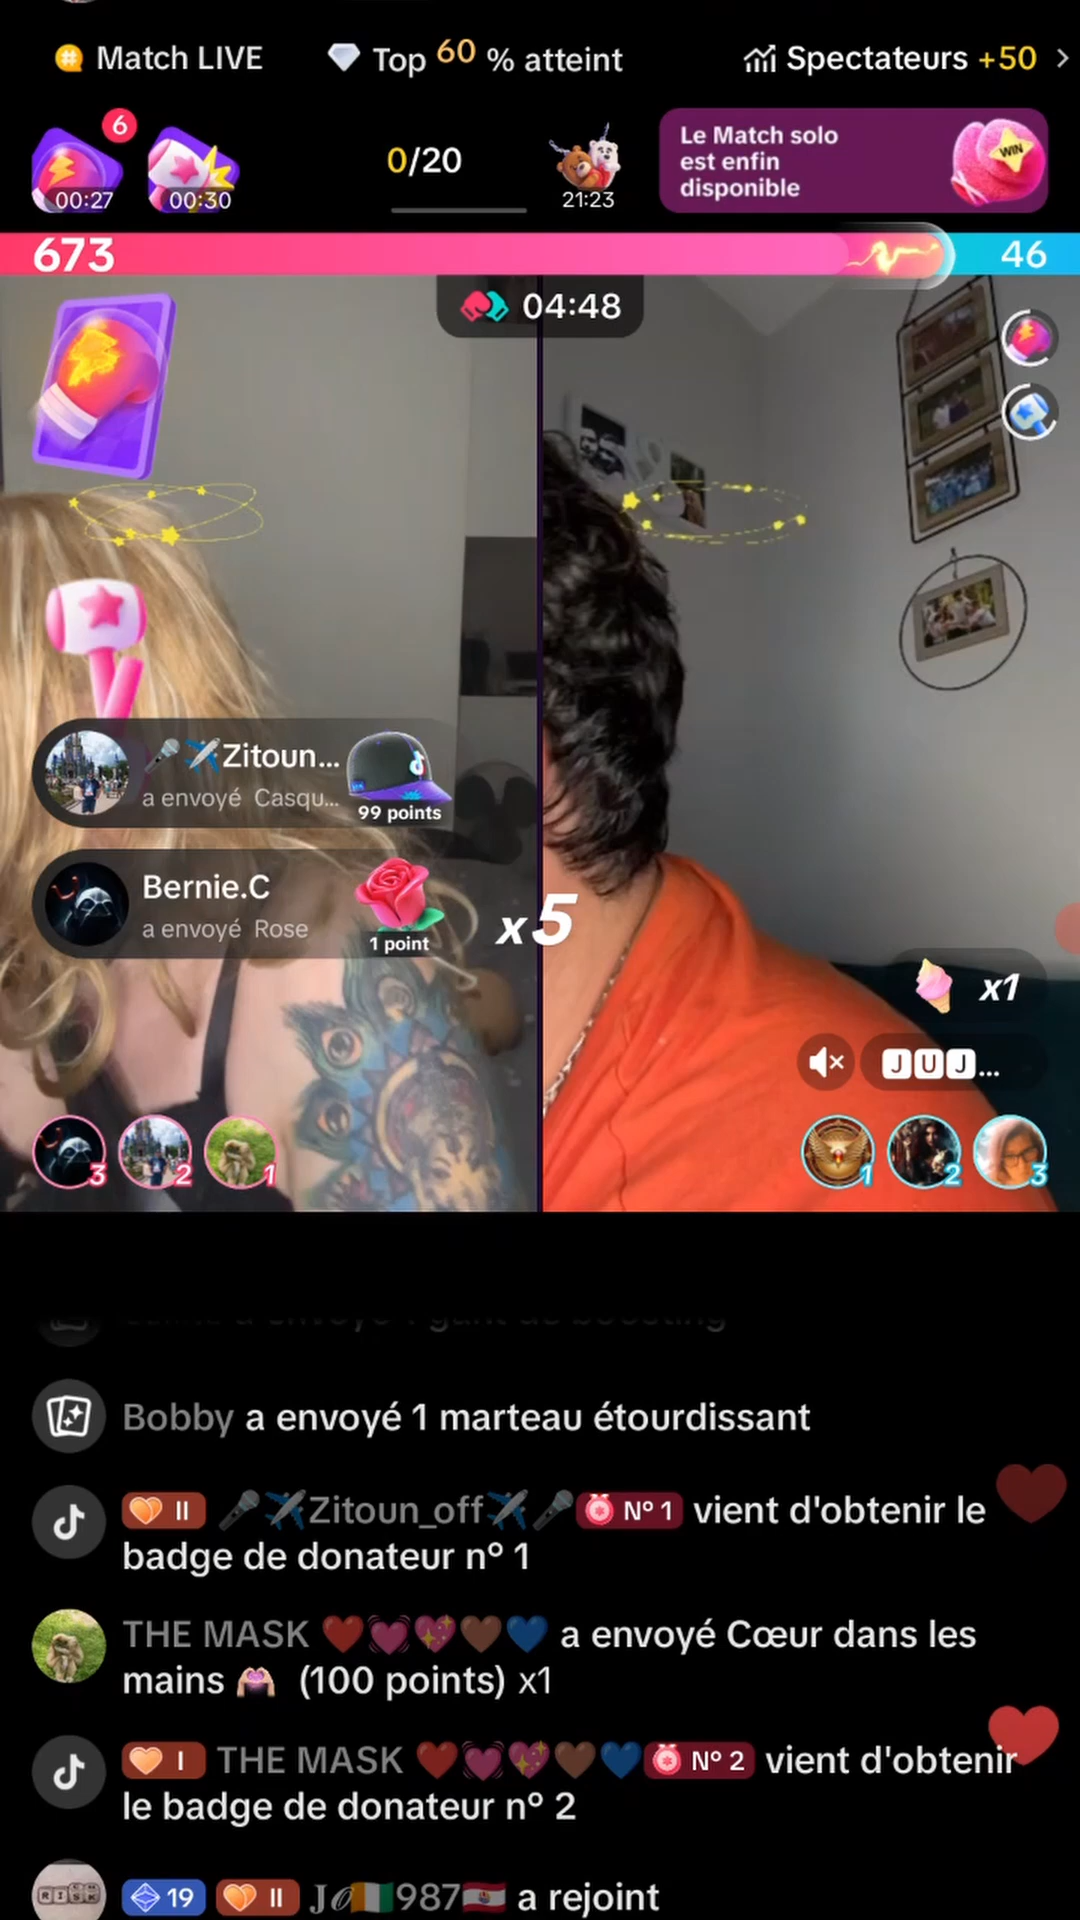 Match LIVE
Top 60 % atteint
Spectateurs +50
6
00:27
00:30
0/20
21:23
Le Match solo
est enfin
disponible
WIN
673
46
04:48
🎤✈️Zitoun...
a envoyé Casqu...
99 points
Bernie.C
a envoyé Rose
1 point
x5
x1
JUJ...
3
2
1
1
2
3
Bobby a envoyé 1 marteau étourdissant
II 🎤✈️Zitoun_off✈️🎤 N° 1 vient d'obtenir le
badge de donateur n° 1
THE MASK ❤️💓💖🤎💙 a envoyé Cœur dans les
mains 🫶 (100 points) x1
I THE MASK ❤️💓💖🤎💙 N° 2 vient d'obtenir
le badge de donateur n° 2
19 II J𝒪🇨🇮987🇵🇫 a rejoint